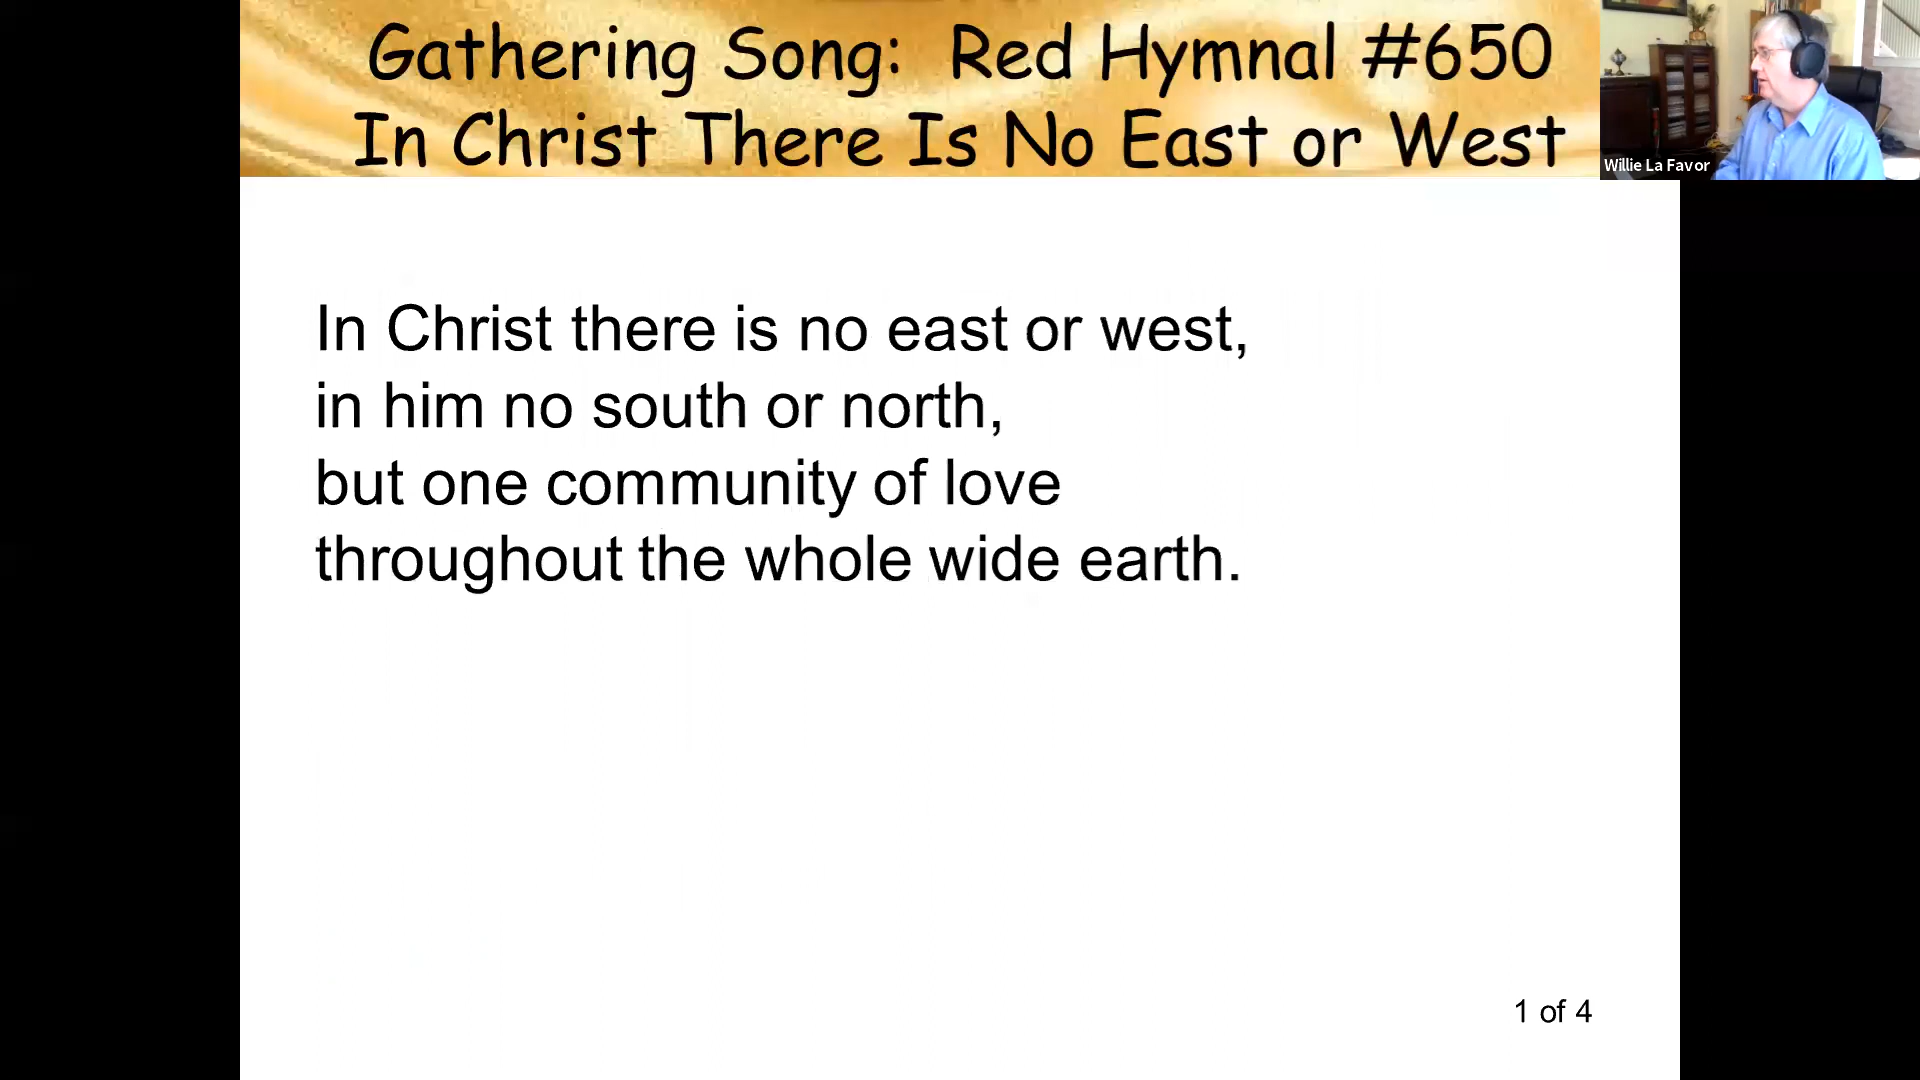 Gathering Song:  Red Hymnal #650
In Christ There Is No East or West
Willie La Favor
In Christ there is no east or west,
in him no south or north,
but one community of love
throughout the whole wide earth.
1 of 4